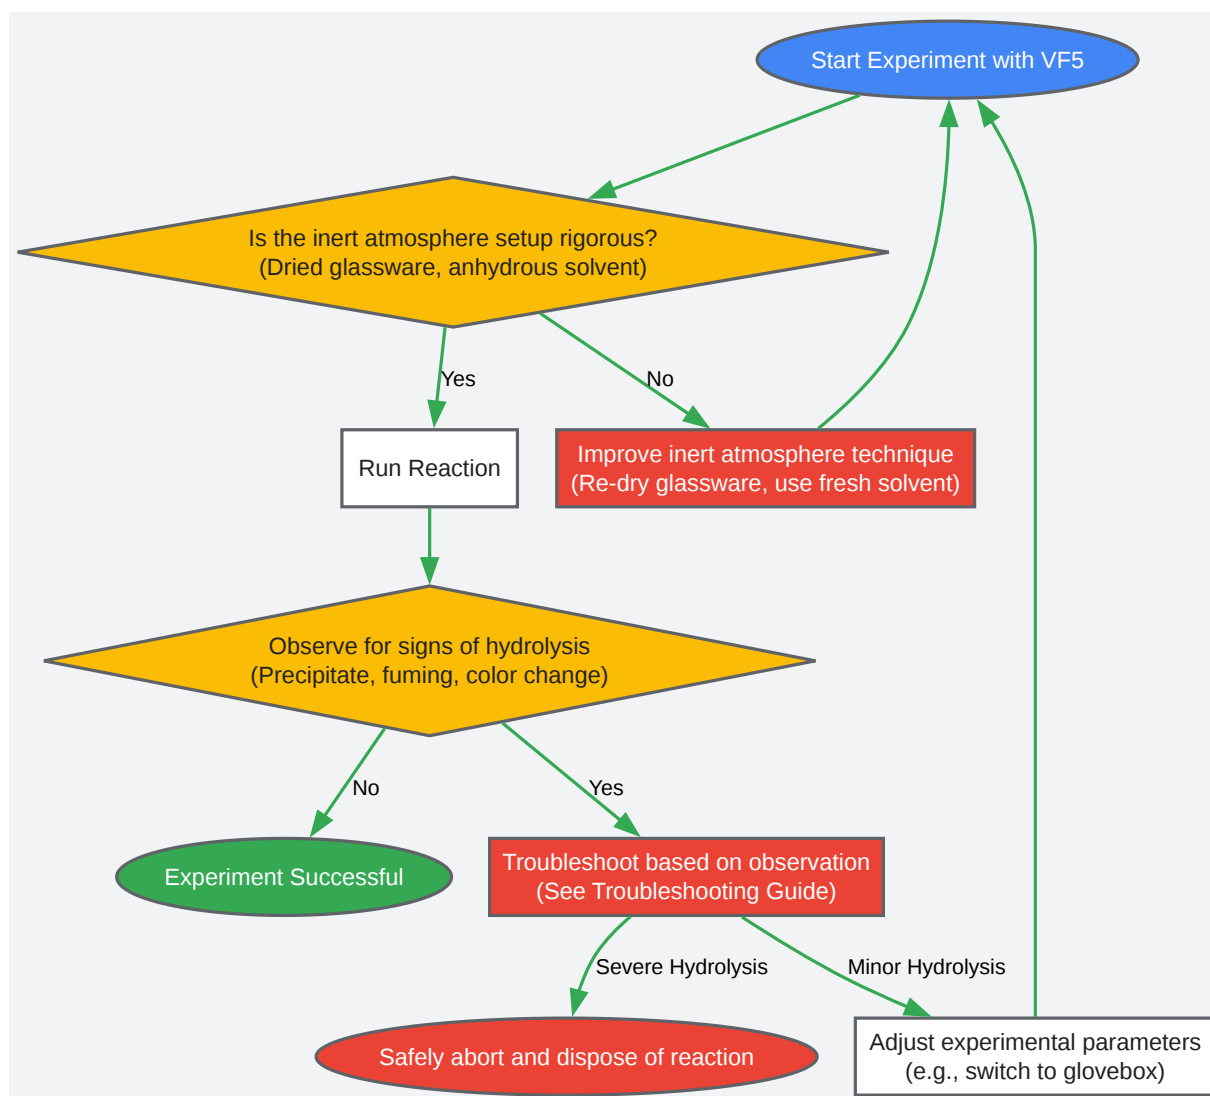 Start Experiment with VF5
Is the inert atmosphere setup rigorous?
(Dried glassware, anhydrous solvent)
Yes
No
Run Reaction
Improve inert atmosphere technique
(Re-dry glassware, use fresh solvent)
Observe for signs of hydrolysis
(Precipitate, fuming, color change)
No
Yes
Experiment Successful
Troubleshoot based on observation
(See Troubleshooting Guide)
Severe Hydrolysis
Minor Hydrolysis
Safely abort and dispose of reaction
Adjust experimental parameters
(e.g., switch to glovebox)